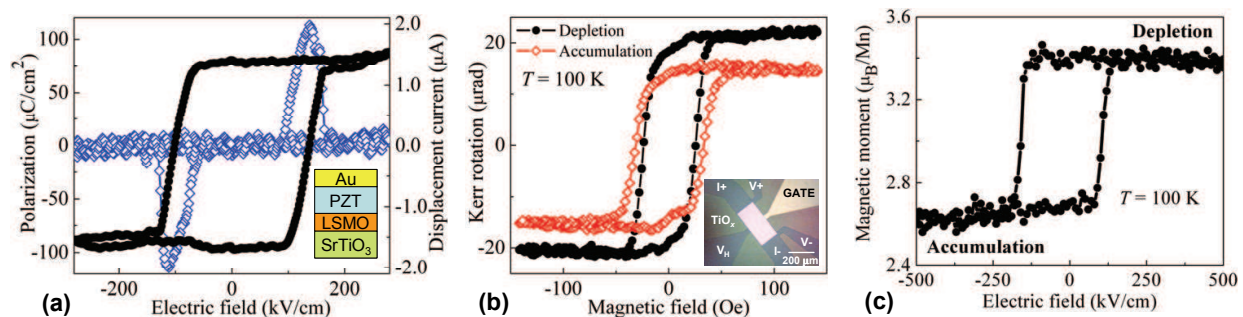 100
50
0
-50
-100
Polarization (μC/cm²)
2.0
1.0
0.0
-1.0
-2.0
Displacement current (μA)
Au
PZT
LSMO
SrTiO₃
-200
0
200
Electric field (kV/cm)
(a)
20
0
-20
Kerr rotation (μrad)
Depletion
Accumulation
T = 100 K
I+
V+
GATE
TiOₓ
V_H
I-
V-
200 μm
-100
0
100
Magnetic field (Oe)
(b)
3.6
3.2
2.8
2.4
Magnetic moment (μ_B/Mn)
Depletion
T = 100 K
Accumulation
-500
-250
0
250
500
Electric field (kV/cm)
(c)